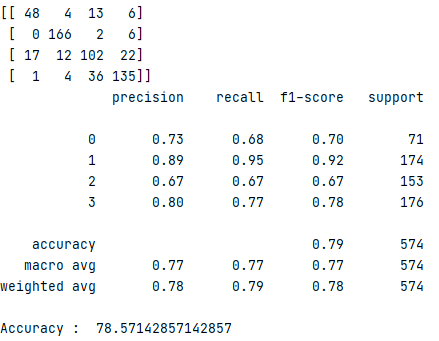 [[ 48   4  13   6]
 [  0 166   2   6]
 [ 17  12 102  22]
 [  1   4  36 135]]
              precision    recall  f1-score   support

           0       0.73      0.68      0.70        71
           1       0.89      0.95      0.92       174
           2       0.67      0.67      0.67       153
           3       0.80      0.77      0.78       176

    accuracy                           0.79       574
   macro avg       0.77      0.77      0.77       574
weighted avg       0.78      0.79      0.78       574

Accuracy :  78.57142857142857